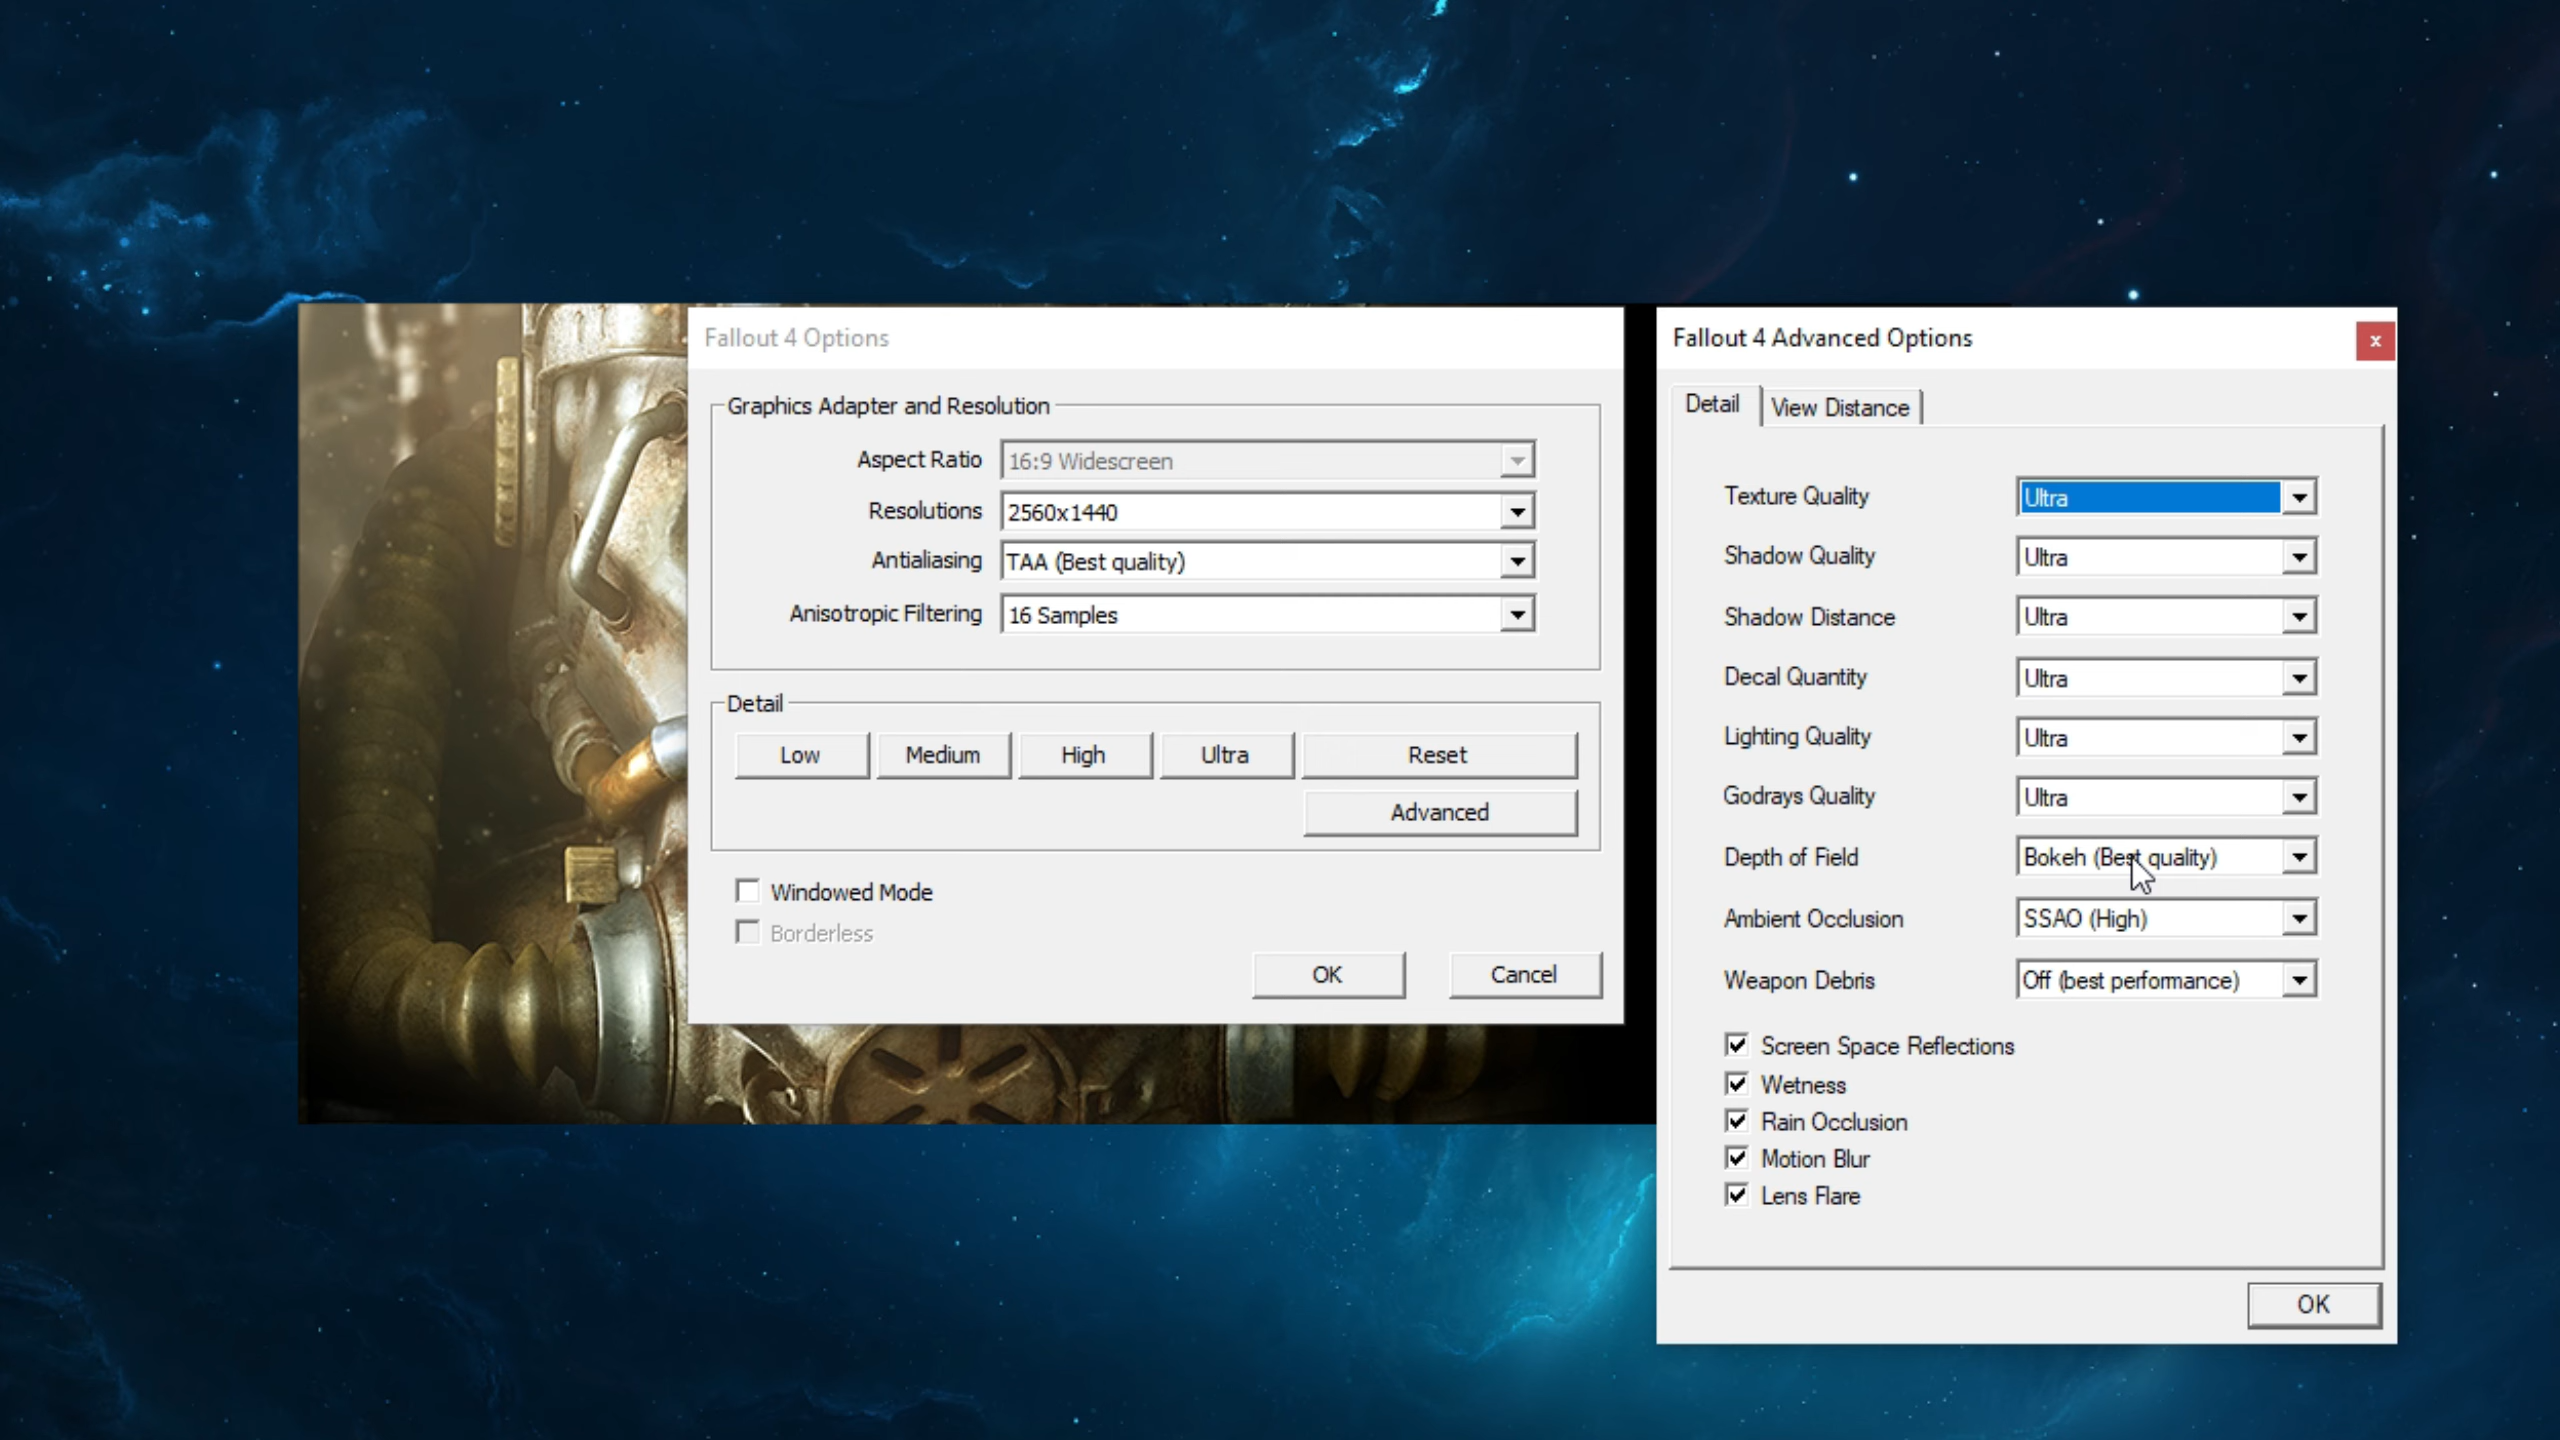 Fallout 4 Options
Graphics Adapter and Resolution
Aspect Ratio 16:9 Widescreen
Resolutions 2560x1440
Antialiasing TAA (Best quality)
Anisotropic Filtering 16 Samples
Detail
Low Medium High Ultra Reset
Advanced
Windowed Mode
Borderless
OK Cancel
Fallout 4 Advanced Options
x
Detail View Distance
Texture Quality Ultra
Shadow Quality Ultra
Shadow Distance Ultra
Decal Quantity Ultra
Lighting Quality Ultra
Godrays Quality Ultra
Depth of Field Bokeh (Best quality)
Ambient Occlusion SSAO (High)
Weapon Debris Off (best performance)
Screen Space Reflections
Wetness
Rain Occlusion
Motion Blur
Lens Flare
OK